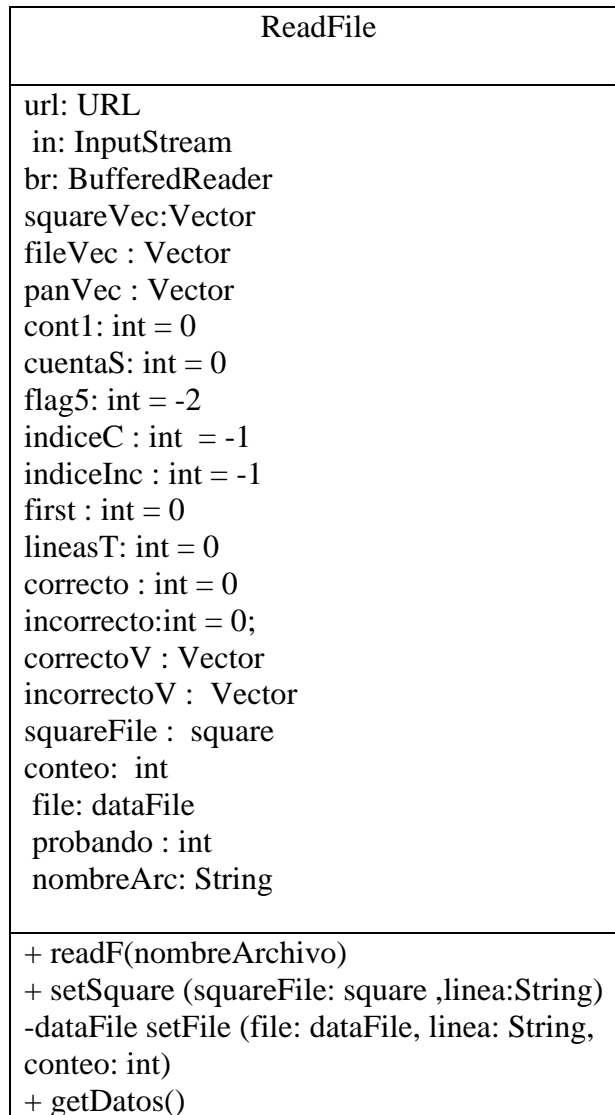 ReadFile
url: URL
in: InputStream
br: BufferedReader
squareVec:Vector
fileVec : Vector
panVec : Vector
cont1: int = 0
cuentaS: int = 0
flag5: int = -2
indiceC : int = -1
indiceInc : int = -1
first : int = 0
lineasT: int = 0
correcto : int = 0
incorrecto:int = 0;
correctoV : Vector
incorrectoV : Vector
squareFile : square
conteo: int
file: dataFile
probando : int
nombreArc: String
+ readF(nombreArchivo)
+ setSquare (squareFile: square ,linea:String)
-dataFile setFile (file: dataFile, linea: String,
conteo: int)
+ getDatos()